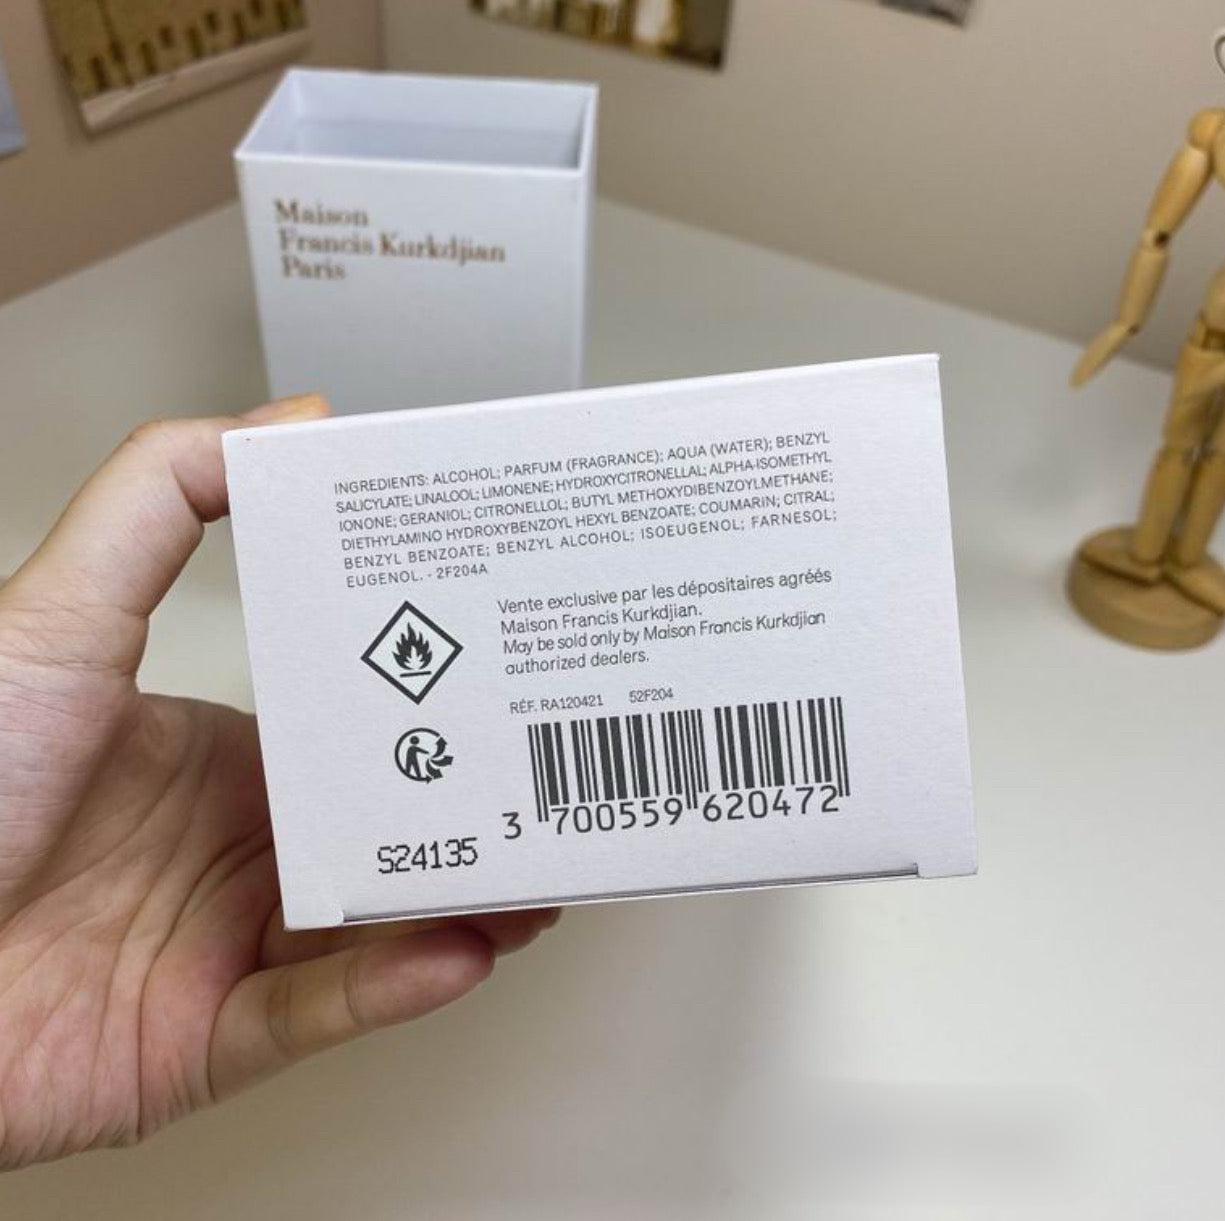 Maison
Francis Kurkdjian
Paris
INGREDIENTS: ALCOHOL; PARFUM (FRAGRANCE); AQUA (WATER); BENZYL
SALICYLATE; LINALOOL; LIMONENE; HYDROXYCITRONELLAL; ALPHA-ISOMETHYL
IONONE; GERANIOL; CITRONELLOL; BUTYL METHOXYDIBENZOYLMETHANE;
DIETHYLAMINO HYDROXYBENZOYL HEXYL BENZOATE; COUMARIN; CITRAL;
BENZYL BENZOATE; BENZYL ALCOHOL; ISOEUGENOL; FARNESOL;
EUGENOL. - 2F204A
Vente exclusive par les dépositaires agréés
Maison Francis Kurkdjian.
May be sold only by Maison Francis Kurkdjian
authorized dealers.
RÉF. RA120421 52F204
3 700559 620472
S24135